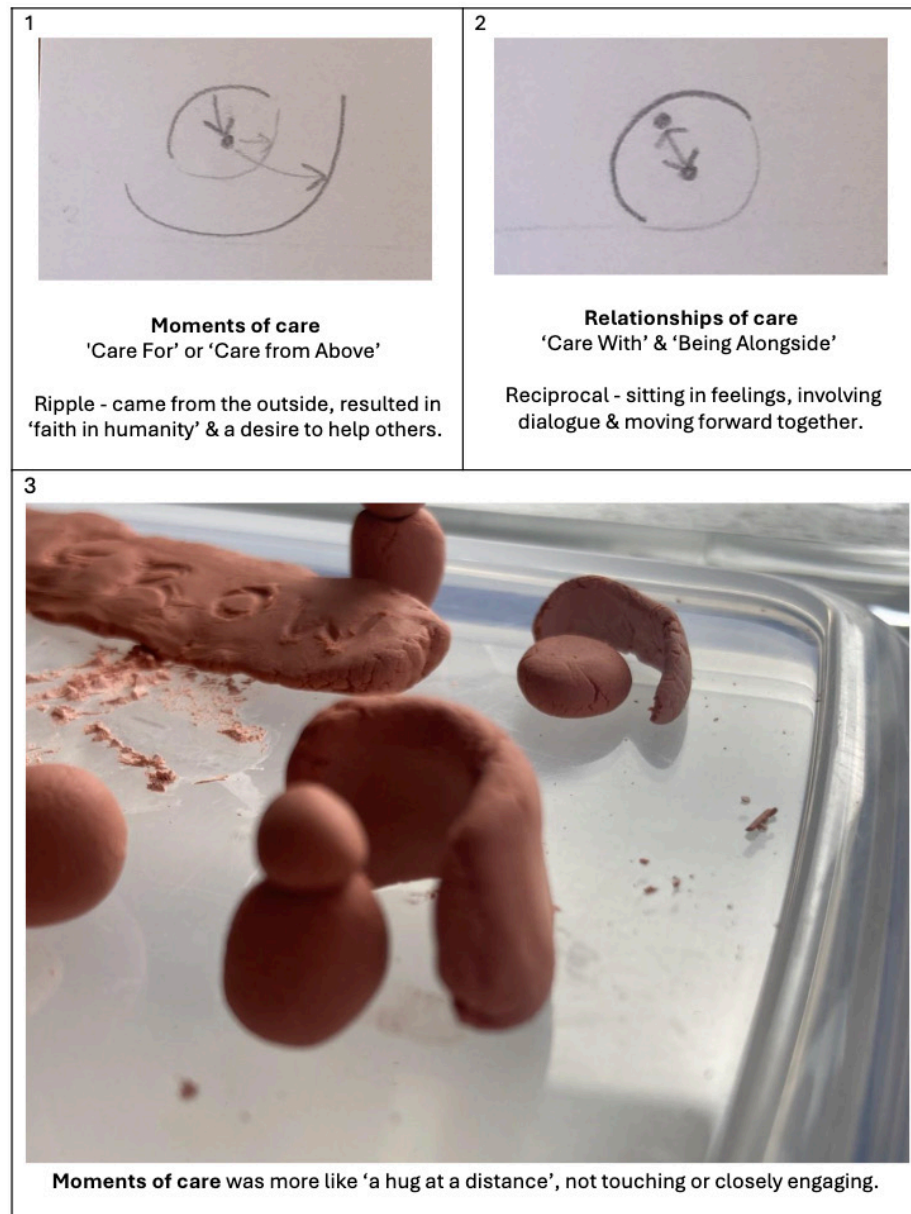 1
Moments of care
'Care For' or ‘Care from Above’
Ripple - came from the outside, resulted in
‘faith in humanity’ & a desire to help others.
2
Relationships of care
‘Care With’ & ‘Being Alongside’
Reciprocal - sitting in feelings, involving
dialogue & moving forward together.
3
Moments of care was more like ‘a hug at a distance’, not touching or closely engaging.